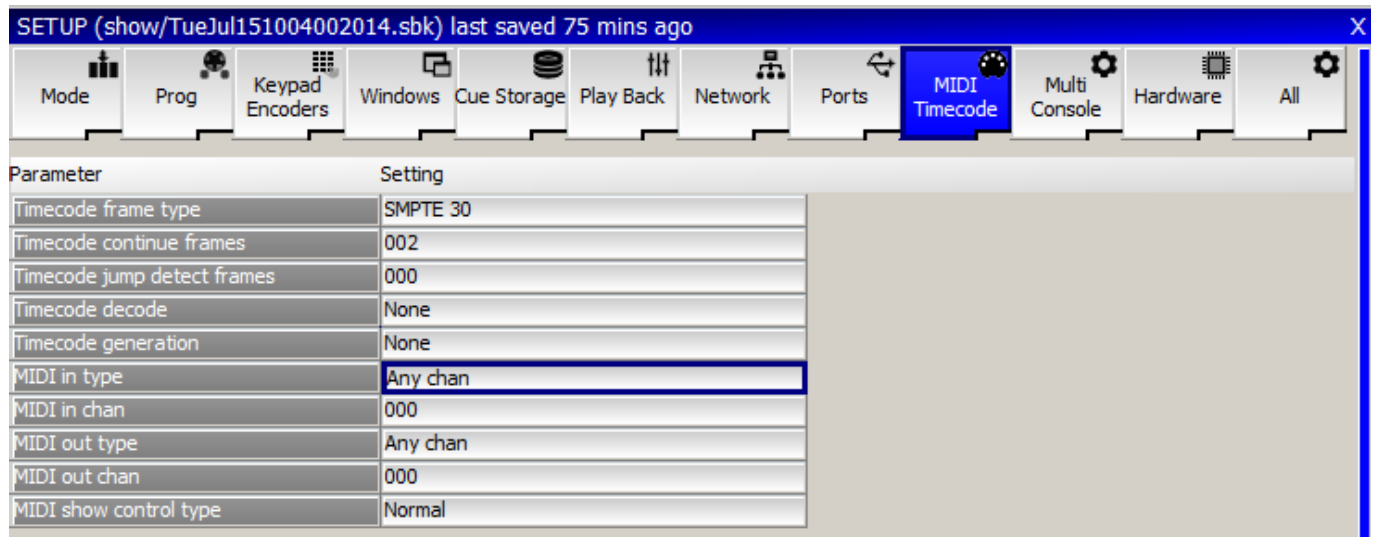 SETUP (show/TueJul151004002014.sbk) last saved 75 mins ago X
Mode Prog Keypad Encoders Windows Cue Storage Play Back Network Ports MIDI Timecode Multi Console Hardware All
Parameter Setting
Timecode frame type SMPTE 30
Timecode continue frames 002
Timecode jump detect frames 000
Timecode decode None
Timecode generation None
MIDI in type Any chan
MIDI in chan 000
MIDI out type Any chan
MIDI out chan 000
MIDI show control type Normal